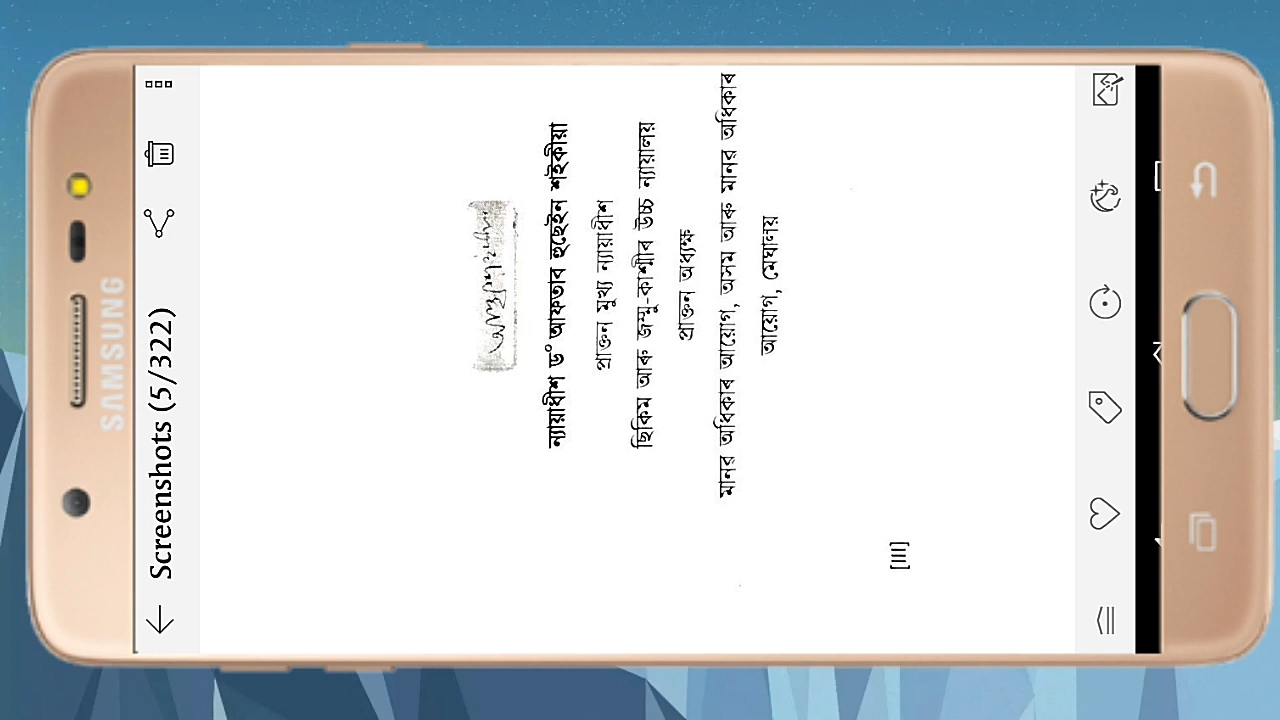 SAMSUNG
Screenshots (5/322)
ন্যায়াধীশ ড° আফতাব হুছেইন শইকীয়া
প্ৰাক্তন মুখ্য ন্যায়াধীশ
ছিকিম আৰু জম্মু-কাশ্মীৰ উচ্চ ন্যায়ালয়
প্ৰাক্তন অধ্যক্ষ
মানৱ অধিকাৰ আয়োগ, অসম আৰু মানৱ অধিকাৰ
আয়োগ, মেঘালয়
[III]